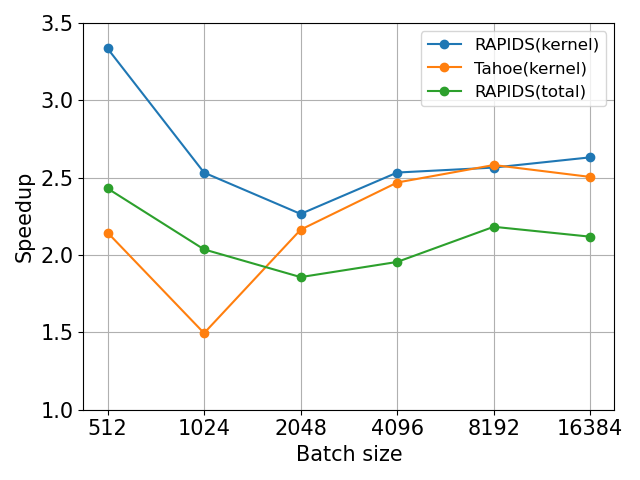 3.5
3.0
2.5
2.0
1.5
1.0
Speedup
RAPIDS(kernel)
Tahoe(kernel)
RAPIDS(total)
512 1024 2048 4096 8192 16384
Batch size